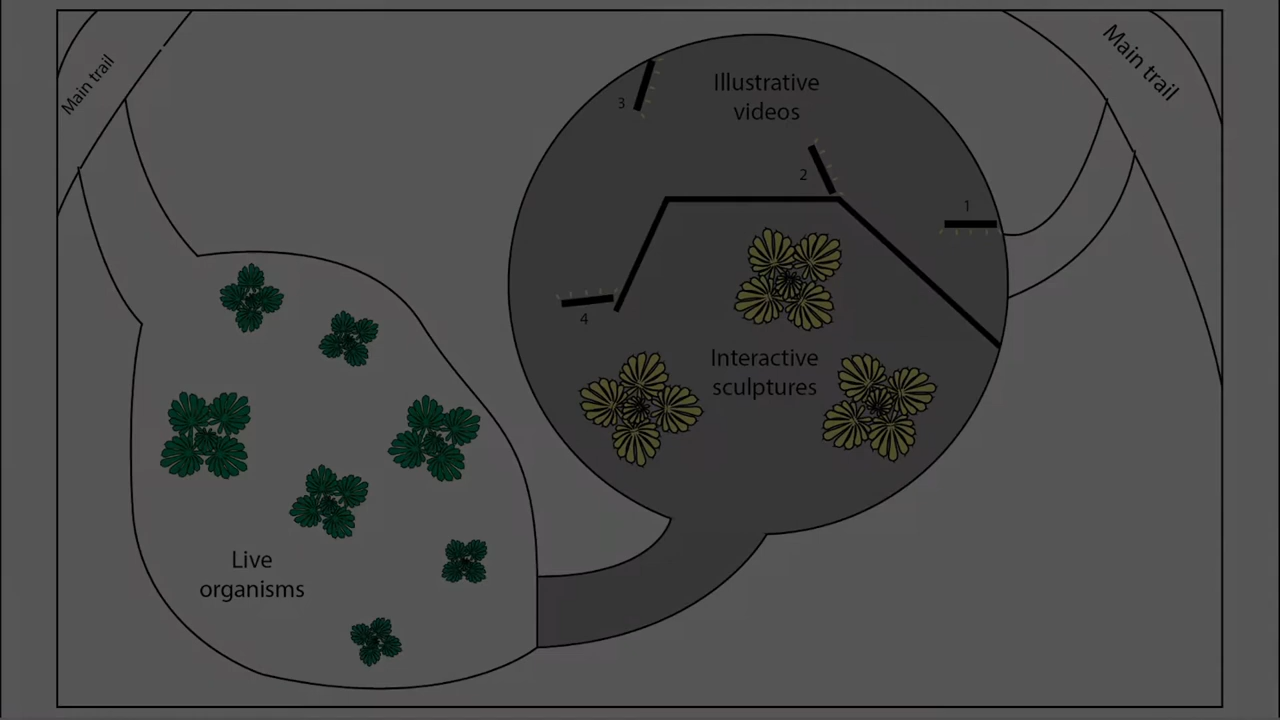 Main trail
Main trail
3
Illustrative
videos
2
1
4
Interactive
sculptures
Live
organisms